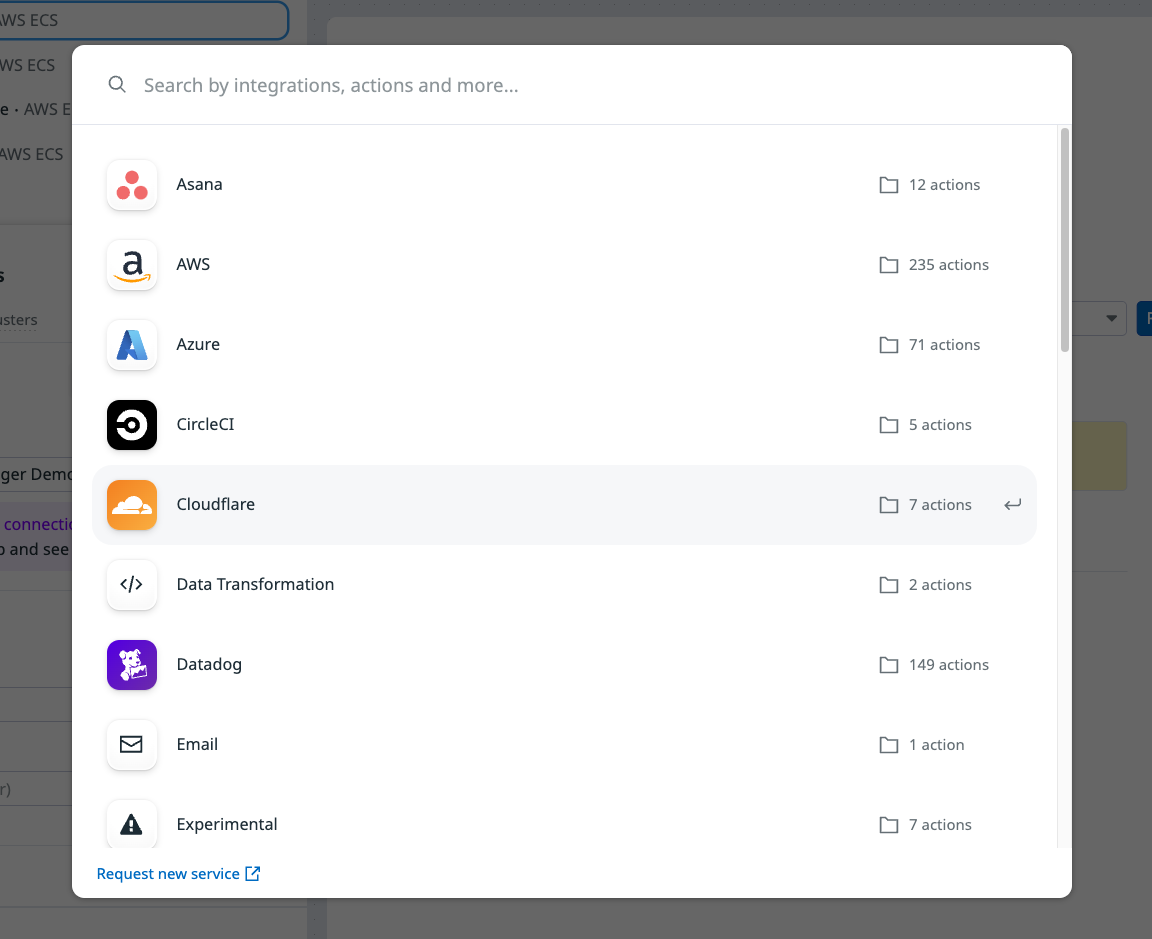 AWS ECS
AWS ECS
e · AWS E
AWS ECS
Search by integrations, actions and more...
Asana 12 actions
AWS 235 actions
Azure 71 actions
CircleCI 5 actions
Cloudflare 7 actions
Data Transformation 2 actions
Datadog 149 actions
Email 1 action
Experimental 7 actions
Request new service
s
usters
ger Demo
connectio
p and see
r)